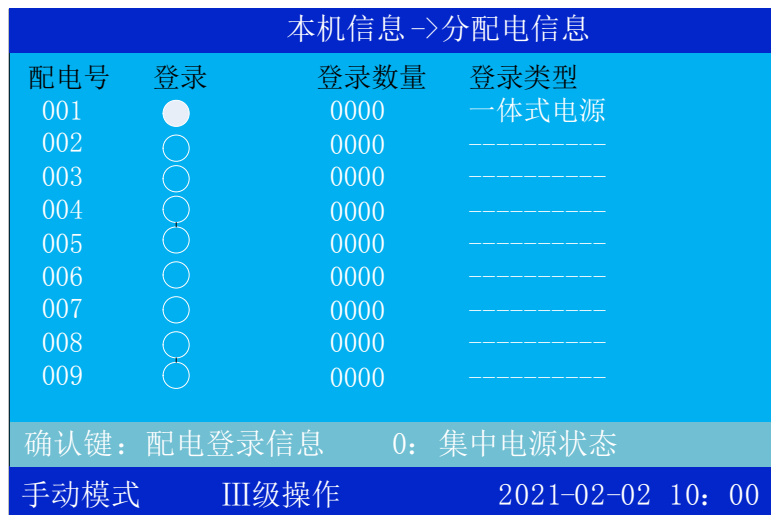 本机信息->分配电信息
配电号 登录 登录数量 登录类型
001 0000 一体式电源
002 0000 ----------
003 0000 ----------
004 0000 ----------
005 0000 ----------
006 0000 ----------
007 0000 ----------
008 0000 ----------
009 0000 ----------
确认键：配电登录信息 0：集中电源状态
手动模式 III级操作 2021-02-02 10：00